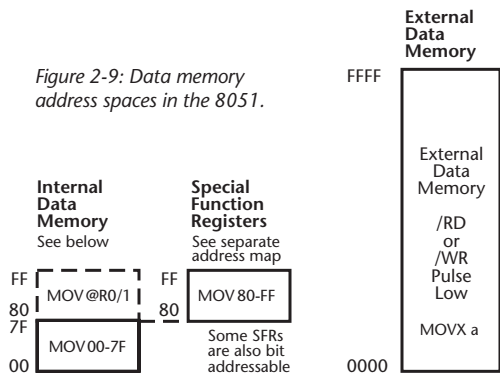 Figure 2-9: Data memory
address spaces in the 8051.
External
Data
Memory
FFFF
External
Data
Memory
/RD
or
/WR
Pulse
Low
MOVX a
0000
Internal
Data
Memory
See below
FF
MOV @R0/1
80
7F
MOV 00-7F
00
Special
Function
Registers
See separate
address map
FF
MOV 80-FF
80
Some SFRs
are also bit
addressable